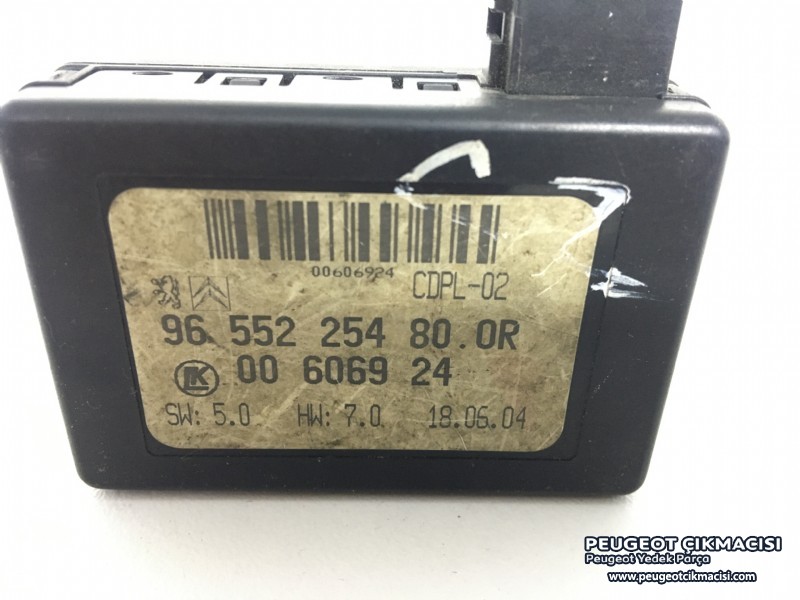 00606924
CDPL-02
96 552 254 80.0R
LK 00 6069 24
SW: 5.0 HW: 7.0 18.06.04
PEUGEOT ÇIKMACISI
Peugeot Yedek Parça
www.peugeotcikmacisi.com